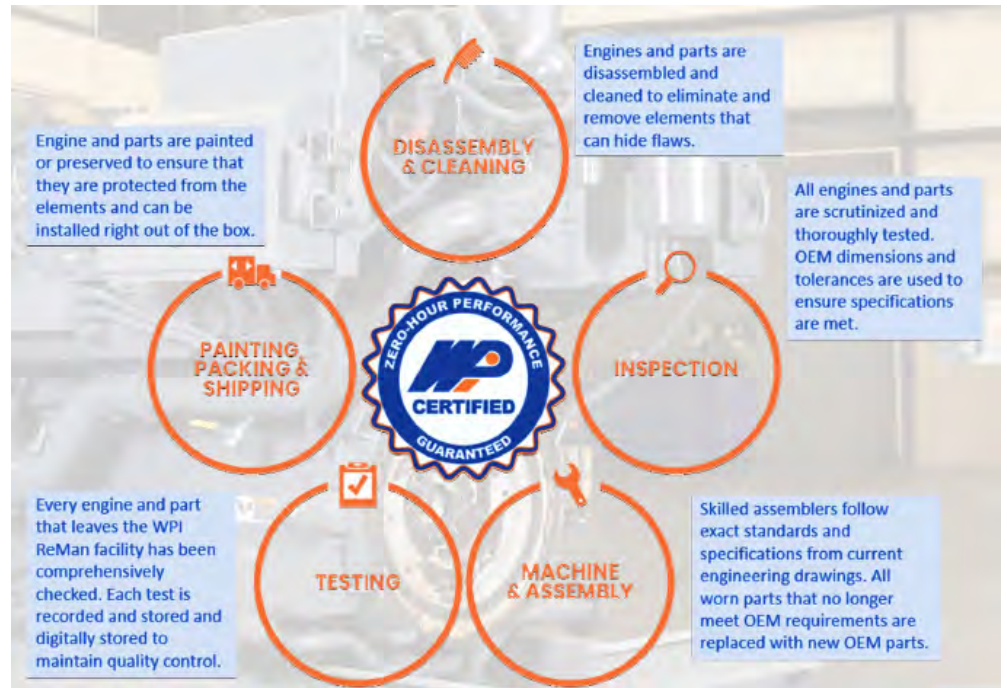 DISASSEMBLY
& CLEANING
Engines and parts are
disassembled and
cleaned to eliminate and
remove elements that
can hide flaws.
INSPECTION
All engines and parts
are scrutinized and
thoroughly tested.
OEM dimensions and
tolerances are used to
ensure specifications
are met.
MACHINE
& ASSEMBLY
Skilled assemblers follow
exact standards and
specifications from current
engineering drawings. All
worn parts that no longer
meet OEM requirements are
replaced with new OEM parts.
TESTING
Every engine and part
that leaves the WPI
ReMan facility has been
comprehensively
checked. Each test is
recorded and stored and
digitally stored to
maintain quality control.
PAINTING,
PACKING &
SHIPPING
Engine and parts are painted
or preserved to ensure that
they are protected from the
elements and can be
installed right out of the box.
ZERO-HOUR PERFORMANCE
WP
CERTIFIED
GUARANTEED